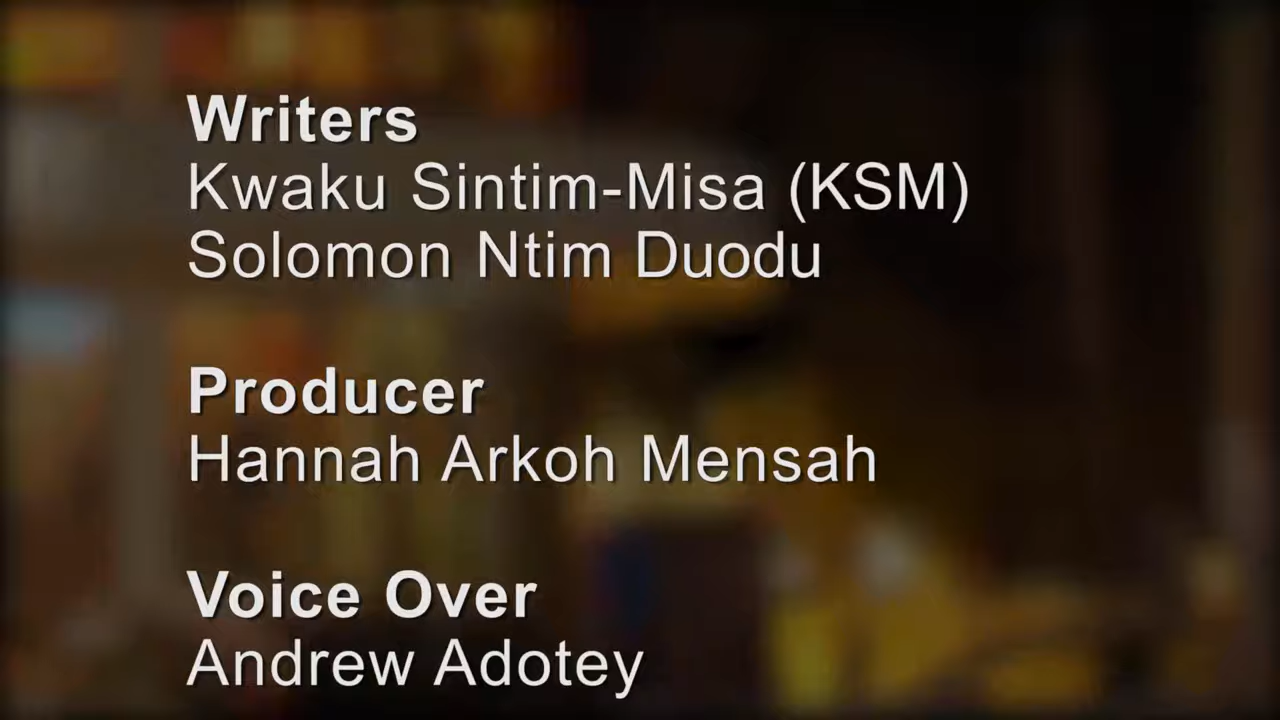 Writers
Kwaku Sintim-Misa (KSM)
Solomon Ntim Duodu
Producer
Hannah Arkoh Mensah
Voice Over
Andrew Adotey